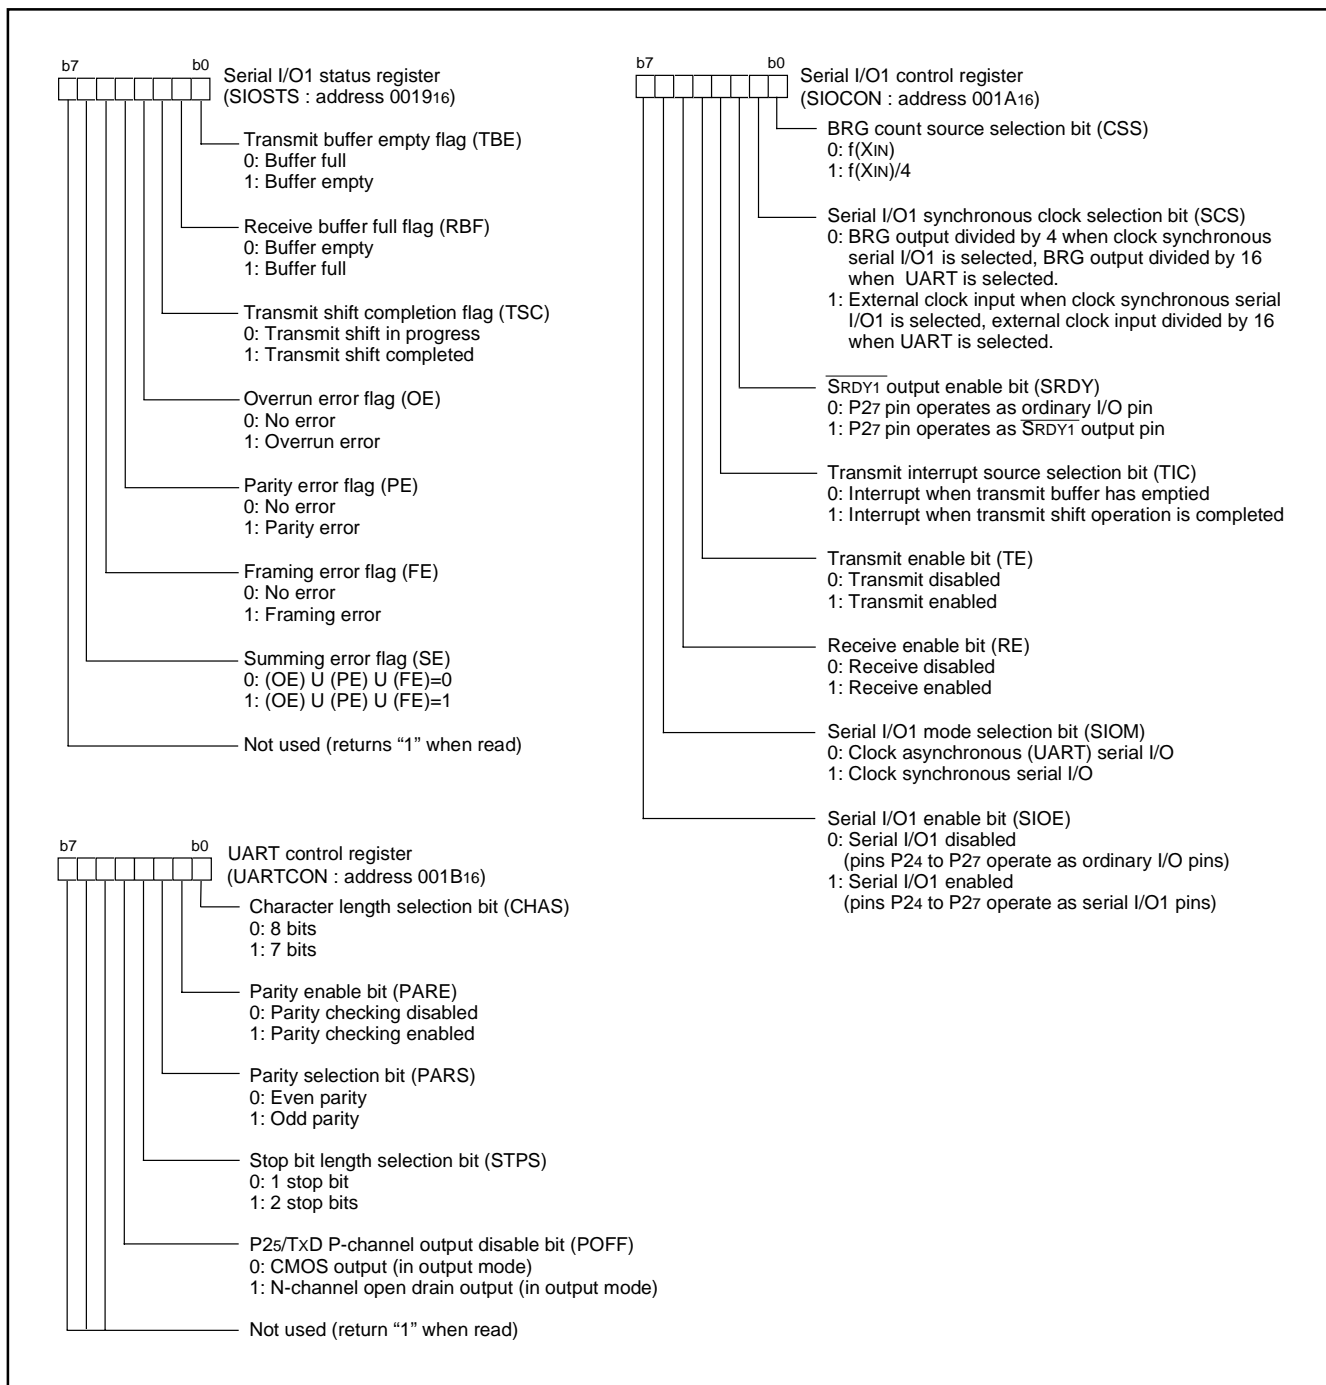 b7 b0
Serial I/O1 status register
(SIOSTS : address 001916)
Transmit buffer empty flag (TBE)
0: Buffer full
1: Buffer empty
Receive buffer full flag (RBF)
0: Buffer empty
1: Buffer full
Transmit shift completion flag (TSC)
0: Transmit shift in progress
1: Transmit shift completed
Overrun error flag (OE)
0: No error
1: Overrun error
Parity error flag (PE)
0: No error
1: Parity error
Framing error flag (FE)
0: No error
1: Framing error
Summing error flag (SE)
0: (OE) U (PE) U (FE)=0
1: (OE) U (PE) U (FE)=1
Not used (returns “1” when read)
b7 b0
UART control register
(UARTCON : address 001B16)
Character length selection bit (CHAS)
0: 8 bits
1: 7 bits
Parity enable bit (PARE)
0: Parity checking disabled
1: Parity checking enabled
Parity selection bit (PARS)
0: Even parity
1: Odd parity
Stop bit length selection bit (STPS)
0: 1 stop bit
1: 2 stop bits
P25/TXD P-channel output disable bit (POFF)
0: CMOS output (in output mode)
1: N-channel open drain output (in output mode)
Not used (return “1” when read)
b7 b0
Serial I/O1 control register
(SIOCON : address 001A16)
BRG count source selection bit (CSS)
0: f(XIN)
1: f(XIN)/4
Serial I/O1 synchronous clock selection bit (SCS)
0: BRG output divided by 4 when clock synchronous
serial I/O1 is selected, BRG output divided by 16
when UART is selected.
1: External clock input when clock synchronous serial
I/O1 is selected, external clock input divided by 16
when UART is selected.
SRDY1 output enable bit (SRDY)
0: P27 pin operates as ordinary I/O pin
1: P27 pin operates as SRDY1 output pin
Transmit interrupt source selection bit (TIC)
0: Interrupt when transmit buffer has emptied
1: Interrupt when transmit shift operation is completed
Transmit enable bit (TE)
0: Transmit disabled
1: Transmit enabled
Receive enable bit (RE)
0: Receive disabled
1: Receive enabled
Serial I/O1 mode selection bit (SIOM)
0: Clock asynchronous (UART) serial I/O
1: Clock synchronous serial I/O
Serial I/O1 enable bit (SIOE)
0: Serial I/O1 disabled
(pins P24 to P27 operate as ordinary I/O pins)
1: Serial I/O1 enabled
(pins P24 to P27 operate as serial I/O1 pins)